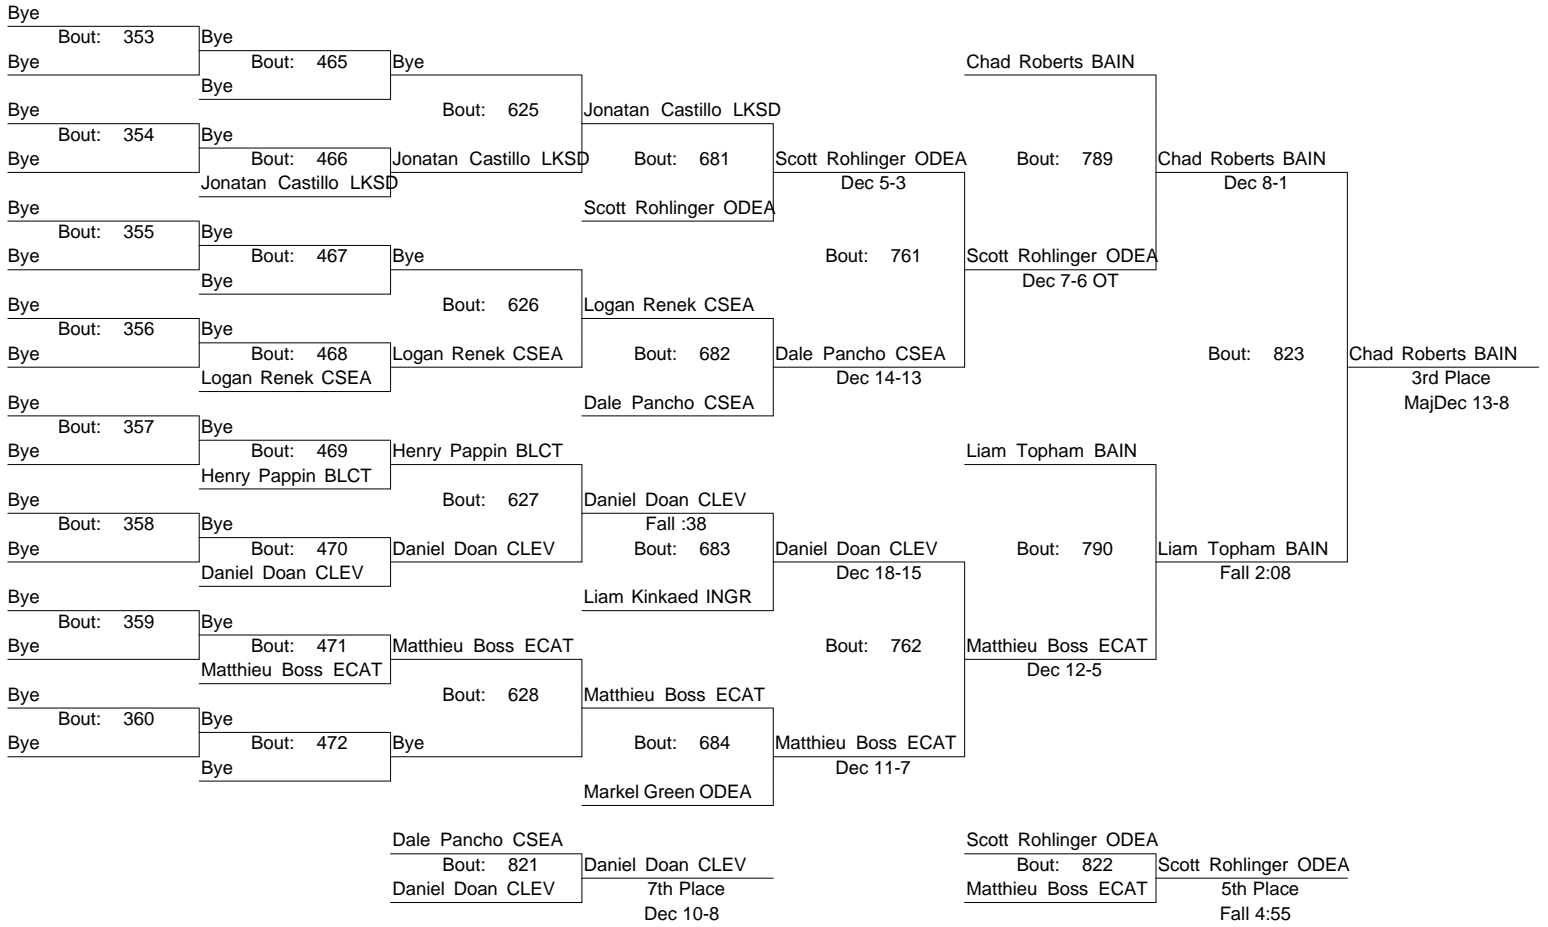 Bye
Bout: 353 Bye
Bye Bout: 465 Bye Chad Roberts BAIN
Bye
Bye Bout: 625 Jonatan Castillo LKSD
Bout: 354 Bye
Bye Bout: 466 Jonatan Castillo LKSD Bout: 681 Scott Rohlinger ODEA Bout: 789 Chad Roberts BAIN
Jonatan Castillo LKSD Dec 5-3 Dec 8-1
Bye Scott Rohlinger ODEA
Bout: 355 Bye
Bye Bout: 467 Bye Bout: 761 Scott Rohlinger ODEA
Bye Dec 7-6 OT
Bye Bout: 626 Logan Renek CSEA
Bout: 356 Bye
Bye Bout: 468 Logan Renek CSEA Bout: 682 Dale Pancho CSEA Bout: 823 Chad Roberts BAIN
Logan Renek CSEA Dec 14-13 3rd Place
Bye Dale Pancho CSEA MajDec 13-8
Bout: 357 Bye
Bye Bout: 469 Henry Pappin BLCT Liam Topham BAIN
Henry Pappin BLCT
Bye Bout: 627 Daniel Doan CLEV
Bout: 358 Bye Fall :38
Bye Bout: 470 Daniel Doan CLEV Bout: 683 Daniel Doan CLEV Bout: 790 Liam Topham BAIN
Daniel Doan CLEV Dec 18-15 Fall 2:08
Bye Liam Kinkaed INGR
Bout: 359 Bye
Bye Bout: 471 Matthieu Boss ECAT Bout: 762 Matthieu Boss ECAT
Matthieu Boss ECAT Dec 12-5
Bye Bout: 628 Matthieu Boss ECAT
Bout: 360 Bye
Bye Bout: 472 Bye Bout: 684 Matthieu Boss ECAT
Bye Dec 11-7
Markel Green ODEA
Dale Pancho CSEA Scott Rohlinger ODEA
Bout: 821 Daniel Doan CLEV Bout: 822 Scott Rohlinger ODEA
Daniel Doan CLEV 7th Place Matthieu Boss ECAT 5th Place
Dec 10-8 Fall 4:55